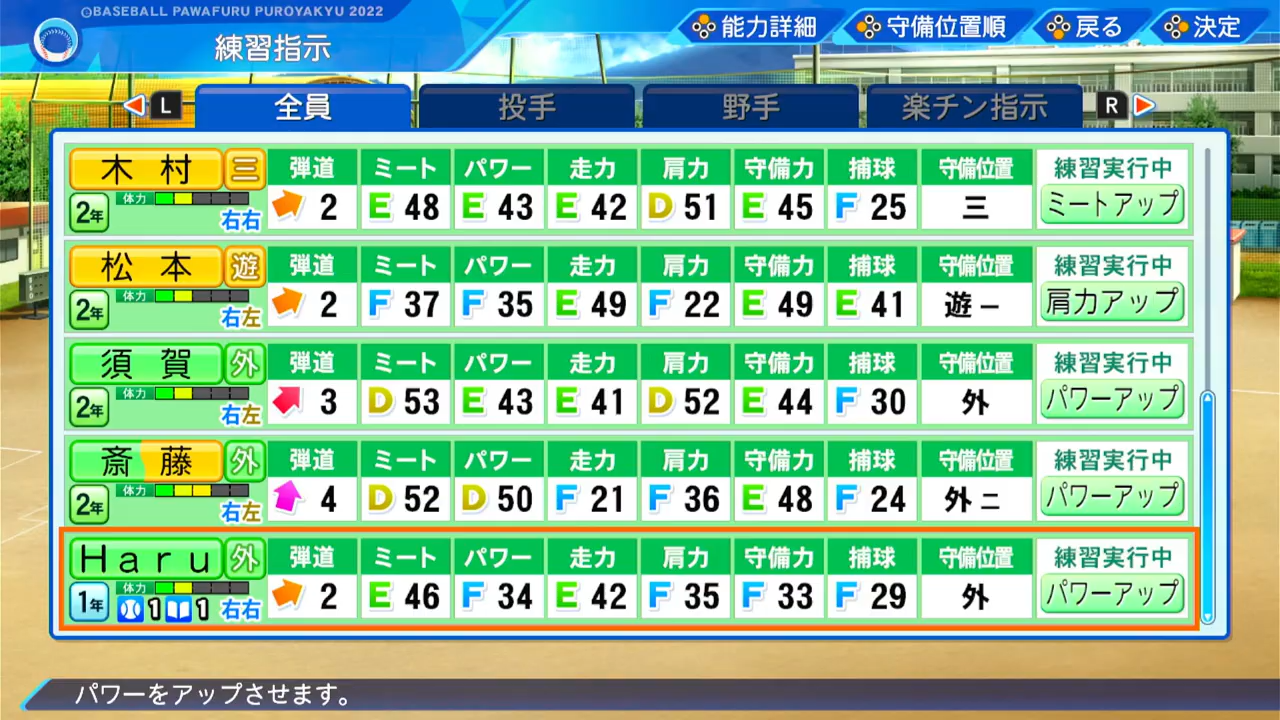 ©BASEBALL PAWAFURU PUROYAKYU 2022
練習指示
能力詳細 守備位置順 戻る 決定
L 全員 投手 野手 楽チン指示 R
木村 三 弾道 ミート パワー 走力 肩力 守備力 捕球 守備位置 練習実行中
2年 体力 右右 2 E 48 E 43 E 42 D 51 E 45 F 25 三 ミートアップ
松本 遊 弾道 ミート パワー 走力 肩力 守備力 捕球 守備位置 練習実行中
2年 体力 右左 2 F 37 F 35 E 49 F 22 E 49 E 41 遊一 肩力アップ
須賀 外 弾道 ミート パワー 走力 肩力 守備力 捕球 守備位置 練習実行中
2年 体力 右左 3 D 53 E 43 E 41 D 52 E 44 F 30 外 パワーアップ
斎藤 外 弾道 ミート パワー 走力 肩力 守備力 捕球 守備位置 練習実行中
2年 体力 右左 4 D 52 D 50 F 21 F 36 E 48 F 24 外二 パワーアップ
Haru 外 弾道 ミート パワー 走力 肩力 守備力 捕球 守備位置 練習実行中
1年 体力 1 1 右右 2 E 46 F 34 E 42 F 35 F 33 F 29 外 パワーアップ
パワーをアップさせます。